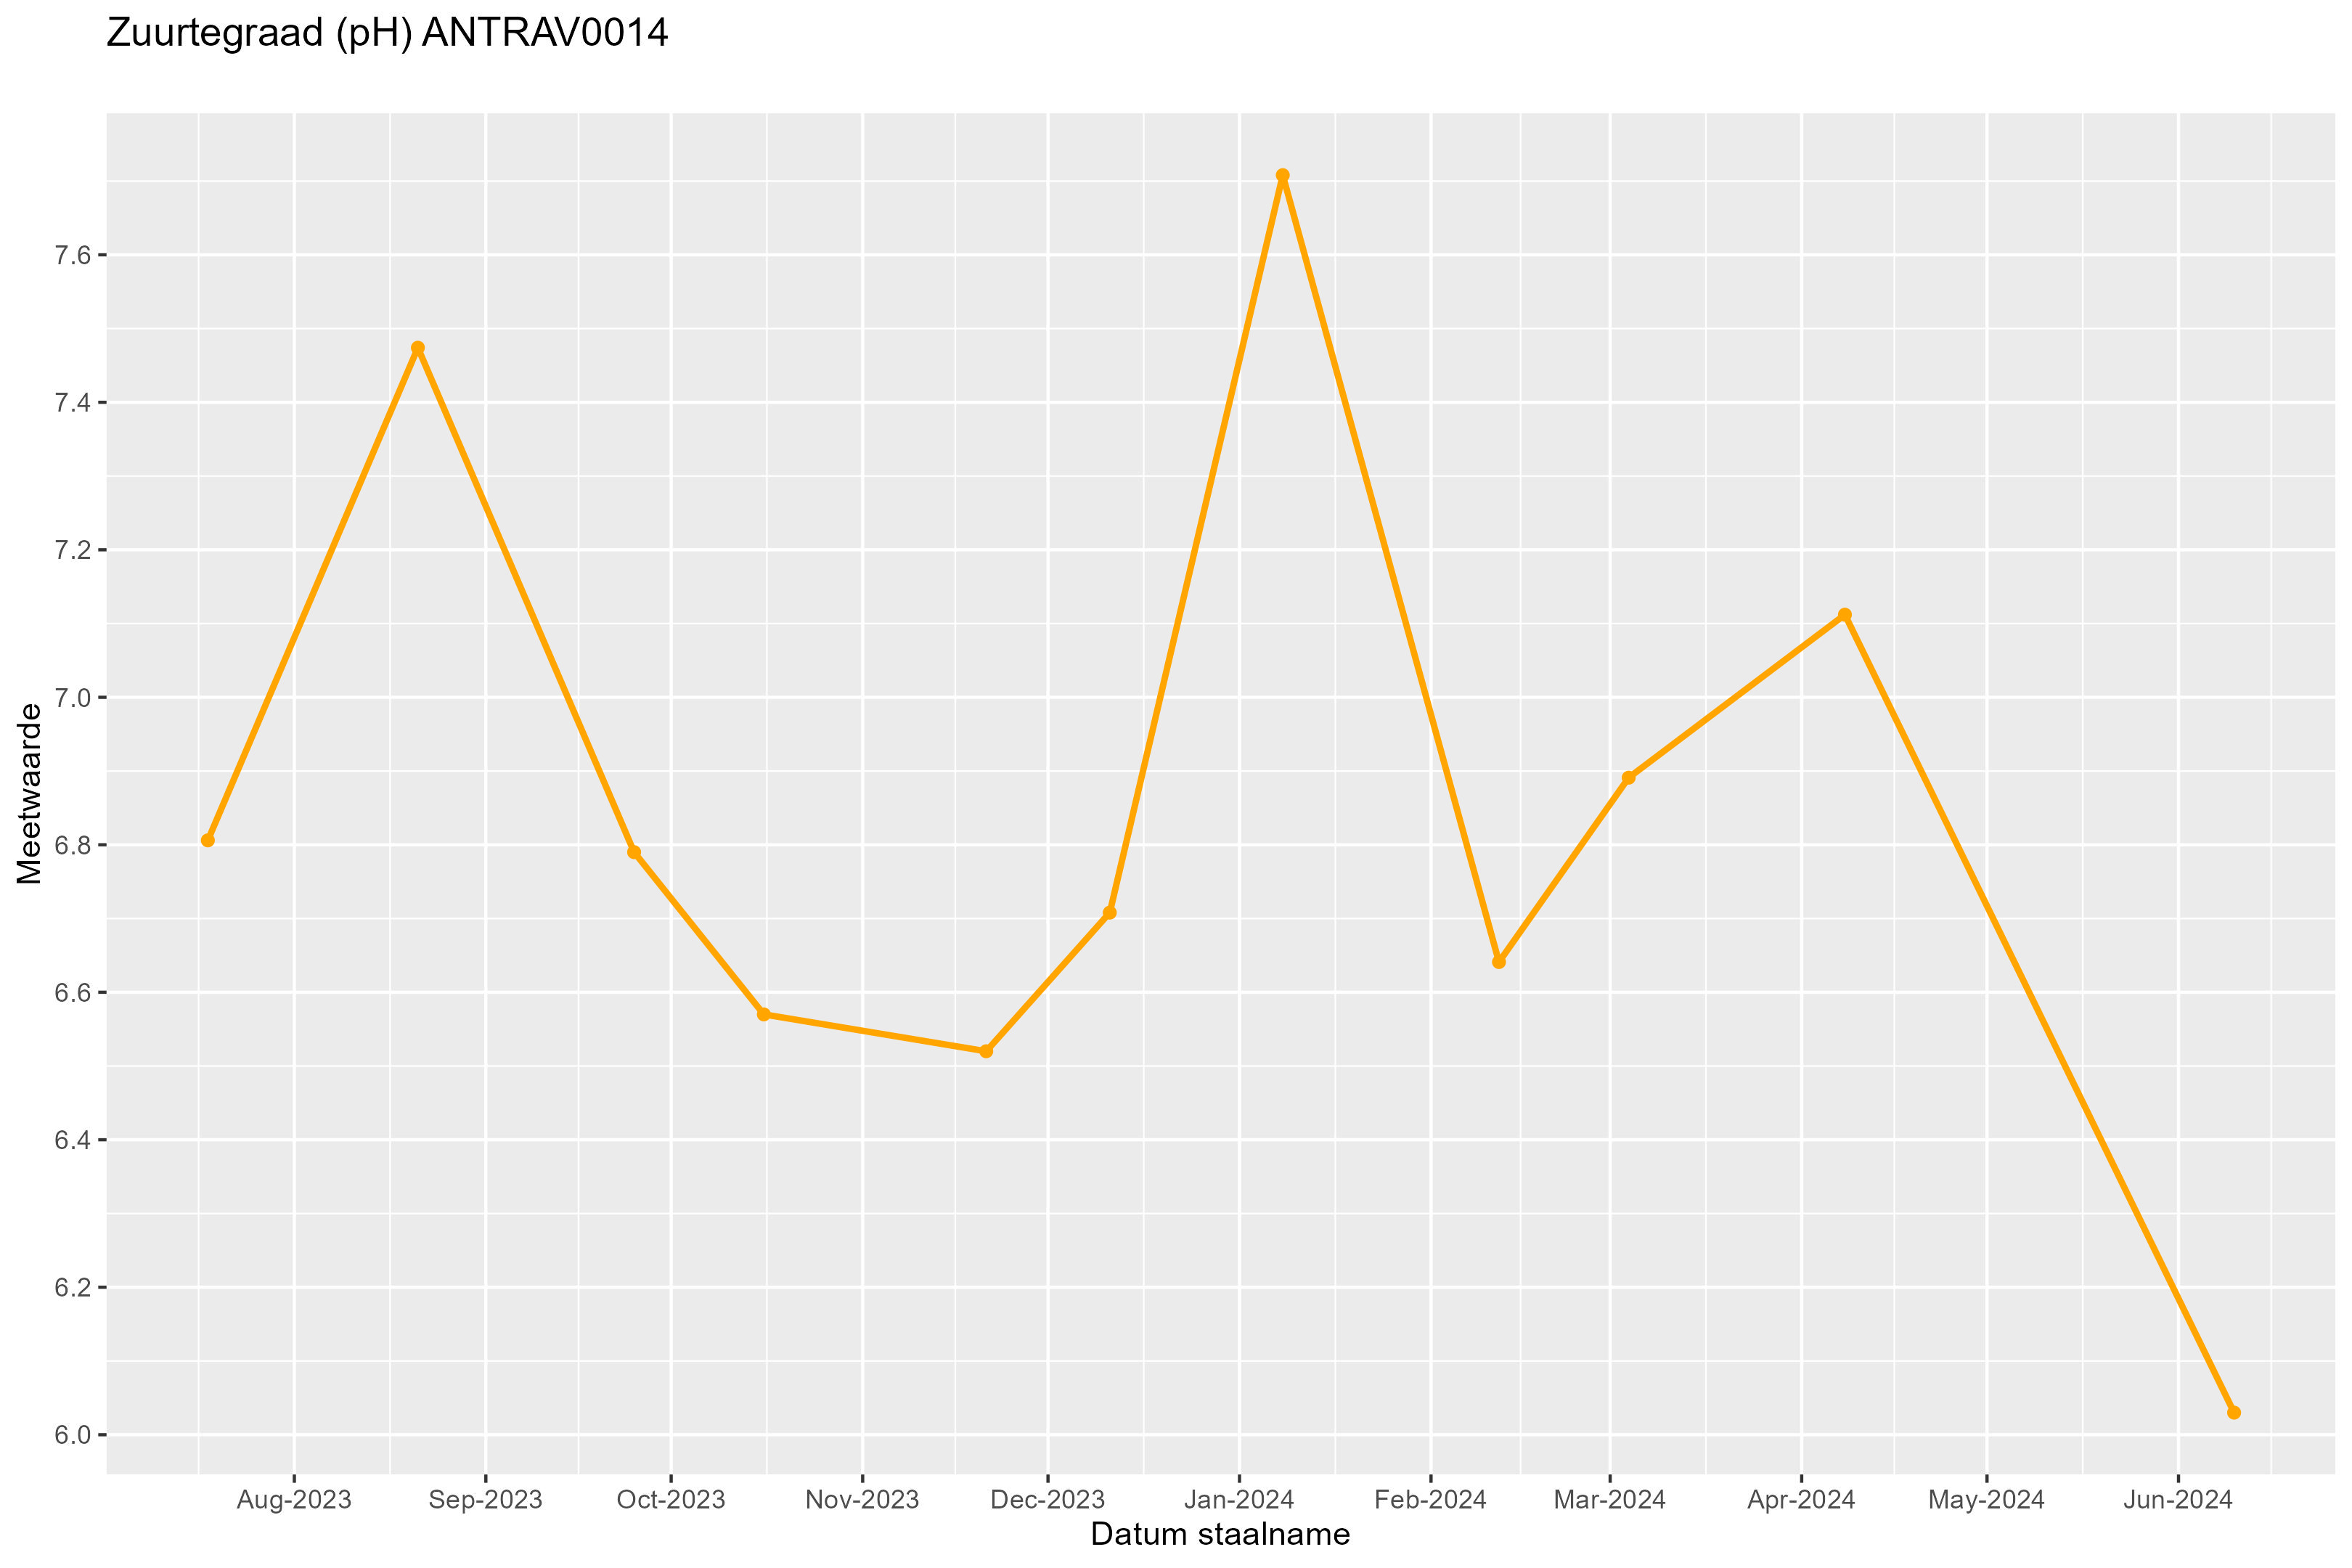 Zuurtegraad (pH) ANTRAV0014
Meetwaarde
7.6
7.4
7.2
7.0
6.8
6.6
6.4
6.2
6.0
Aug-2023 Sep-2023 Oct-2023 Nov-2023 Dec-2023 Jan-2024 Feb-2024 Mar-2024 Apr-2024 May-2024 Jun-2024
Datum staalname